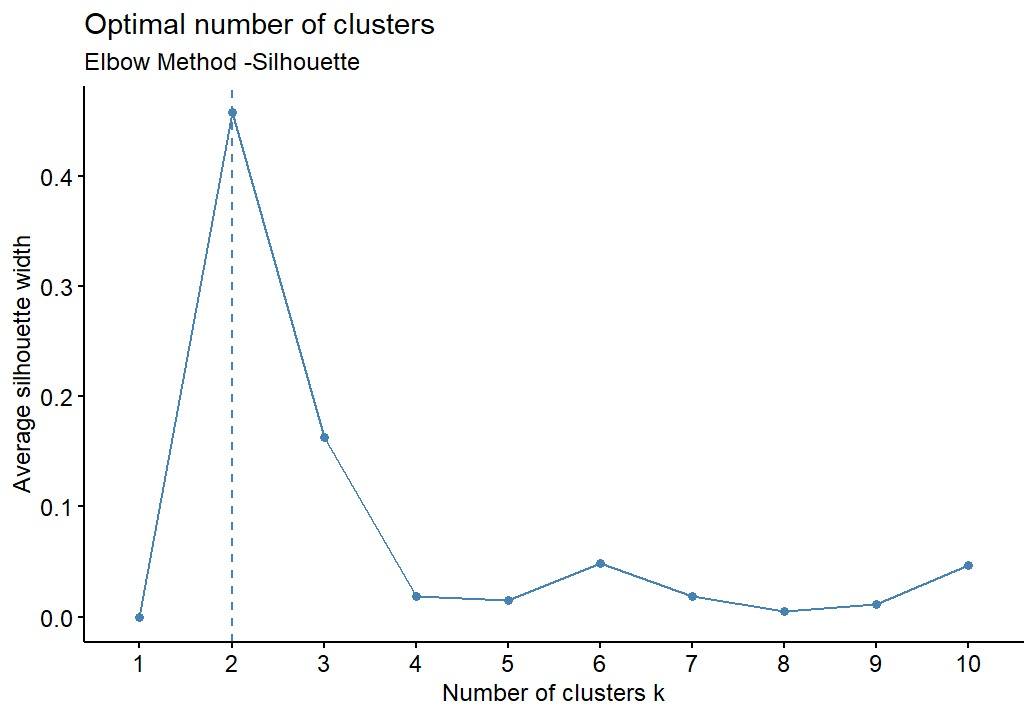 Optimal number of clusters
Elbow Method -Silhouette
Average silhouette width
0.4
0.3
0.2
0.1
0.0
1 2 3 4 5 6 7 8 9 10
Number of clusters k